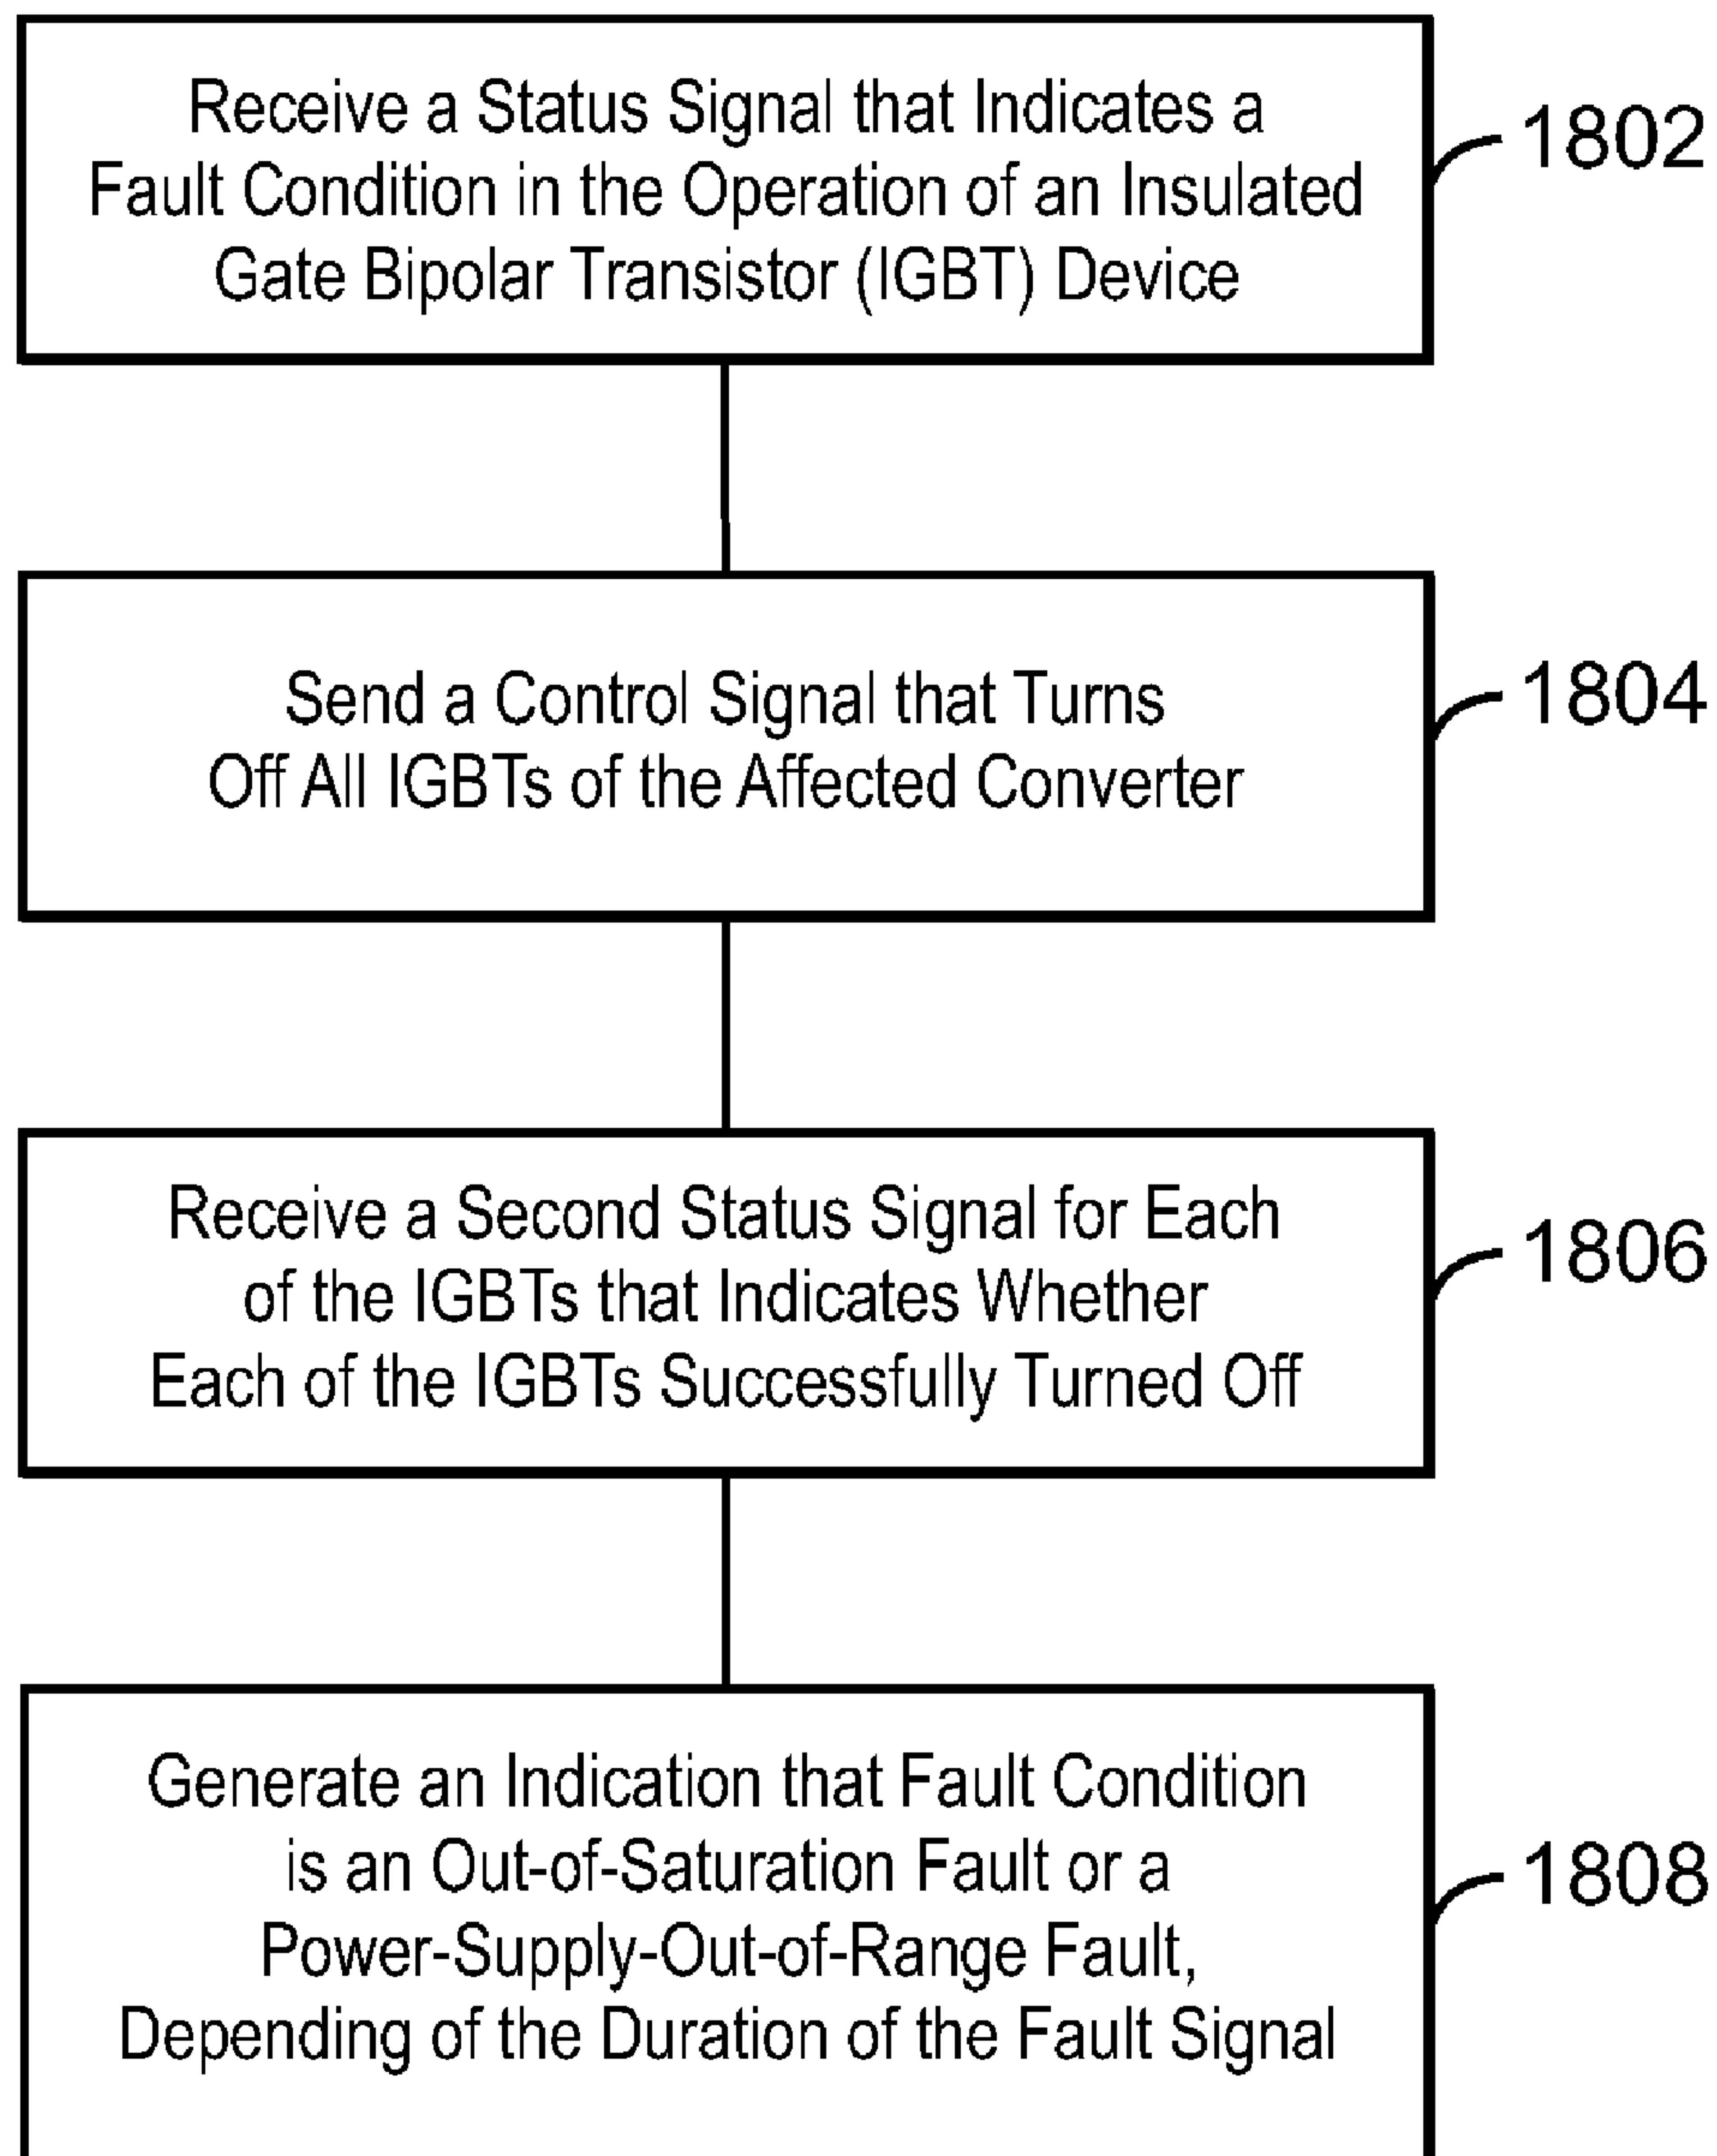 Receive a Status Signal that Indicates a
Fault Condition in the Operation of an Insulated
Gate Bipolar Transistor (IGBT) Device
1802
Send a Control Signal that Turns
Off All IGBTs of the Affected Converter
1804
Receive a Second Status Signal for Each
of the IGBTs that Indicates Whether
Each of the IGBTs Successfully Turned Off
1806
Generate an Indication that Fault Condition
is an Out-of-Saturation Fault or a
Power-Supply-Out-of-Range Fault,
Depending of the Duration of the Fault Signal
1808